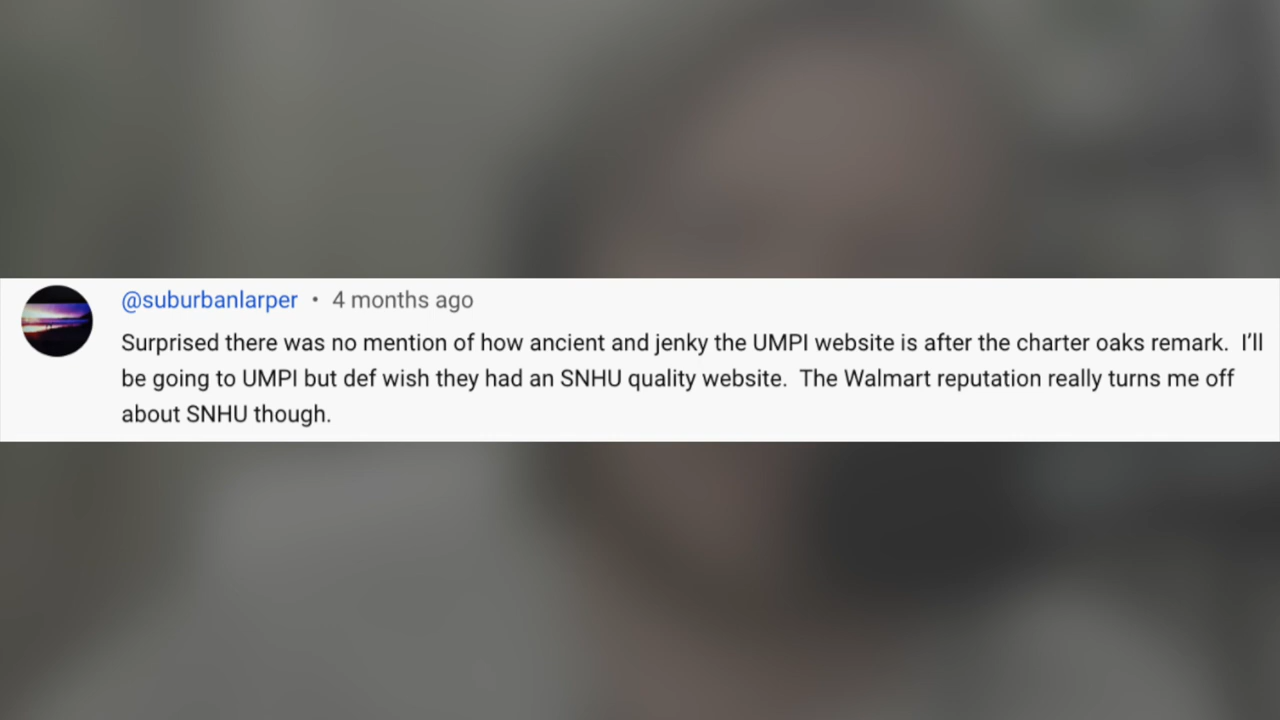 @suburbanlarper • 4 months ago
Surprised there was no mention of how ancient and jenky the UMPI website is after the charter oaks remark.  I’ll
be going to UMPI but def wish they had an SNHU quality website.  The Walmart reputation really turns me off
about SNHU though.